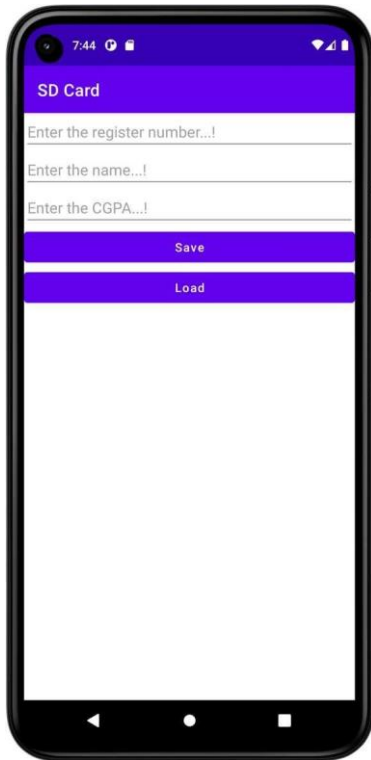 7:44
SD Card
Enter the register number...!
Enter the name...!
Enter the CGPA...!
Save
Load